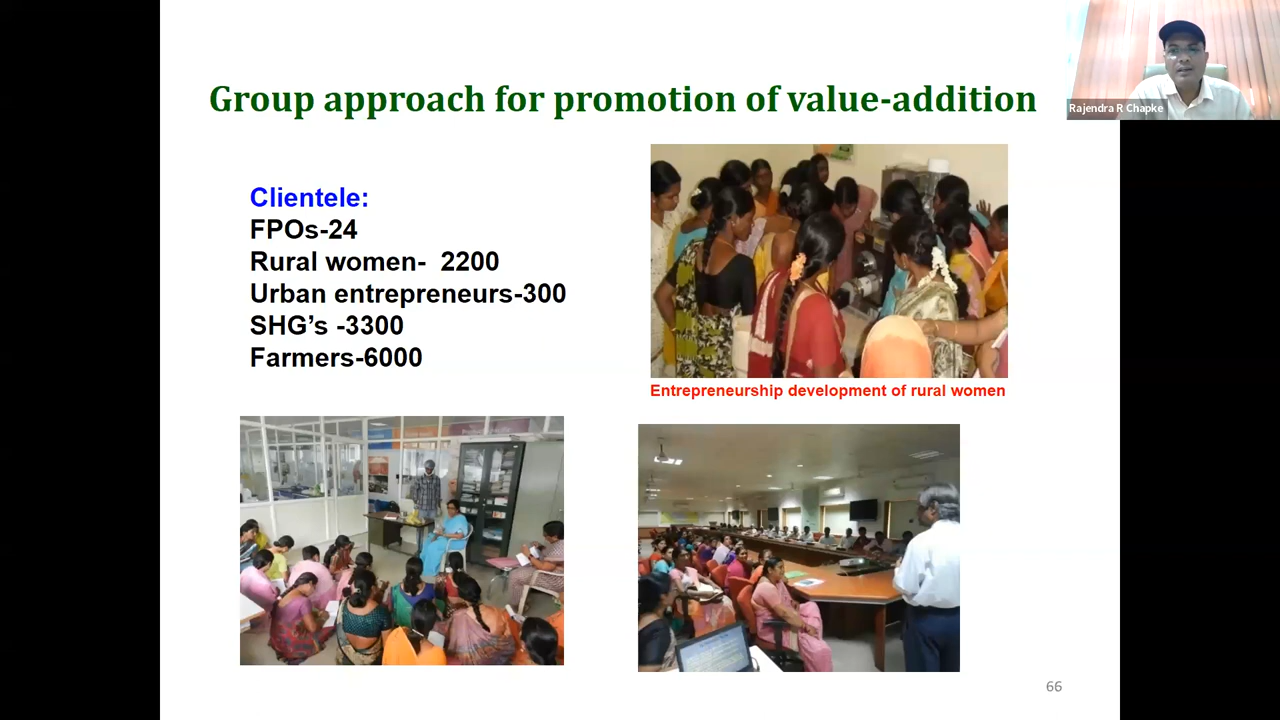 Rajendra R Chapke
Group approach for promotion of value-addition
Clientele:
FPOs-24
Rural women-  2200
Urban entrepreneurs-300
SHG’s -3300
Farmers-6000
Entrepreneurship development of rural women
66